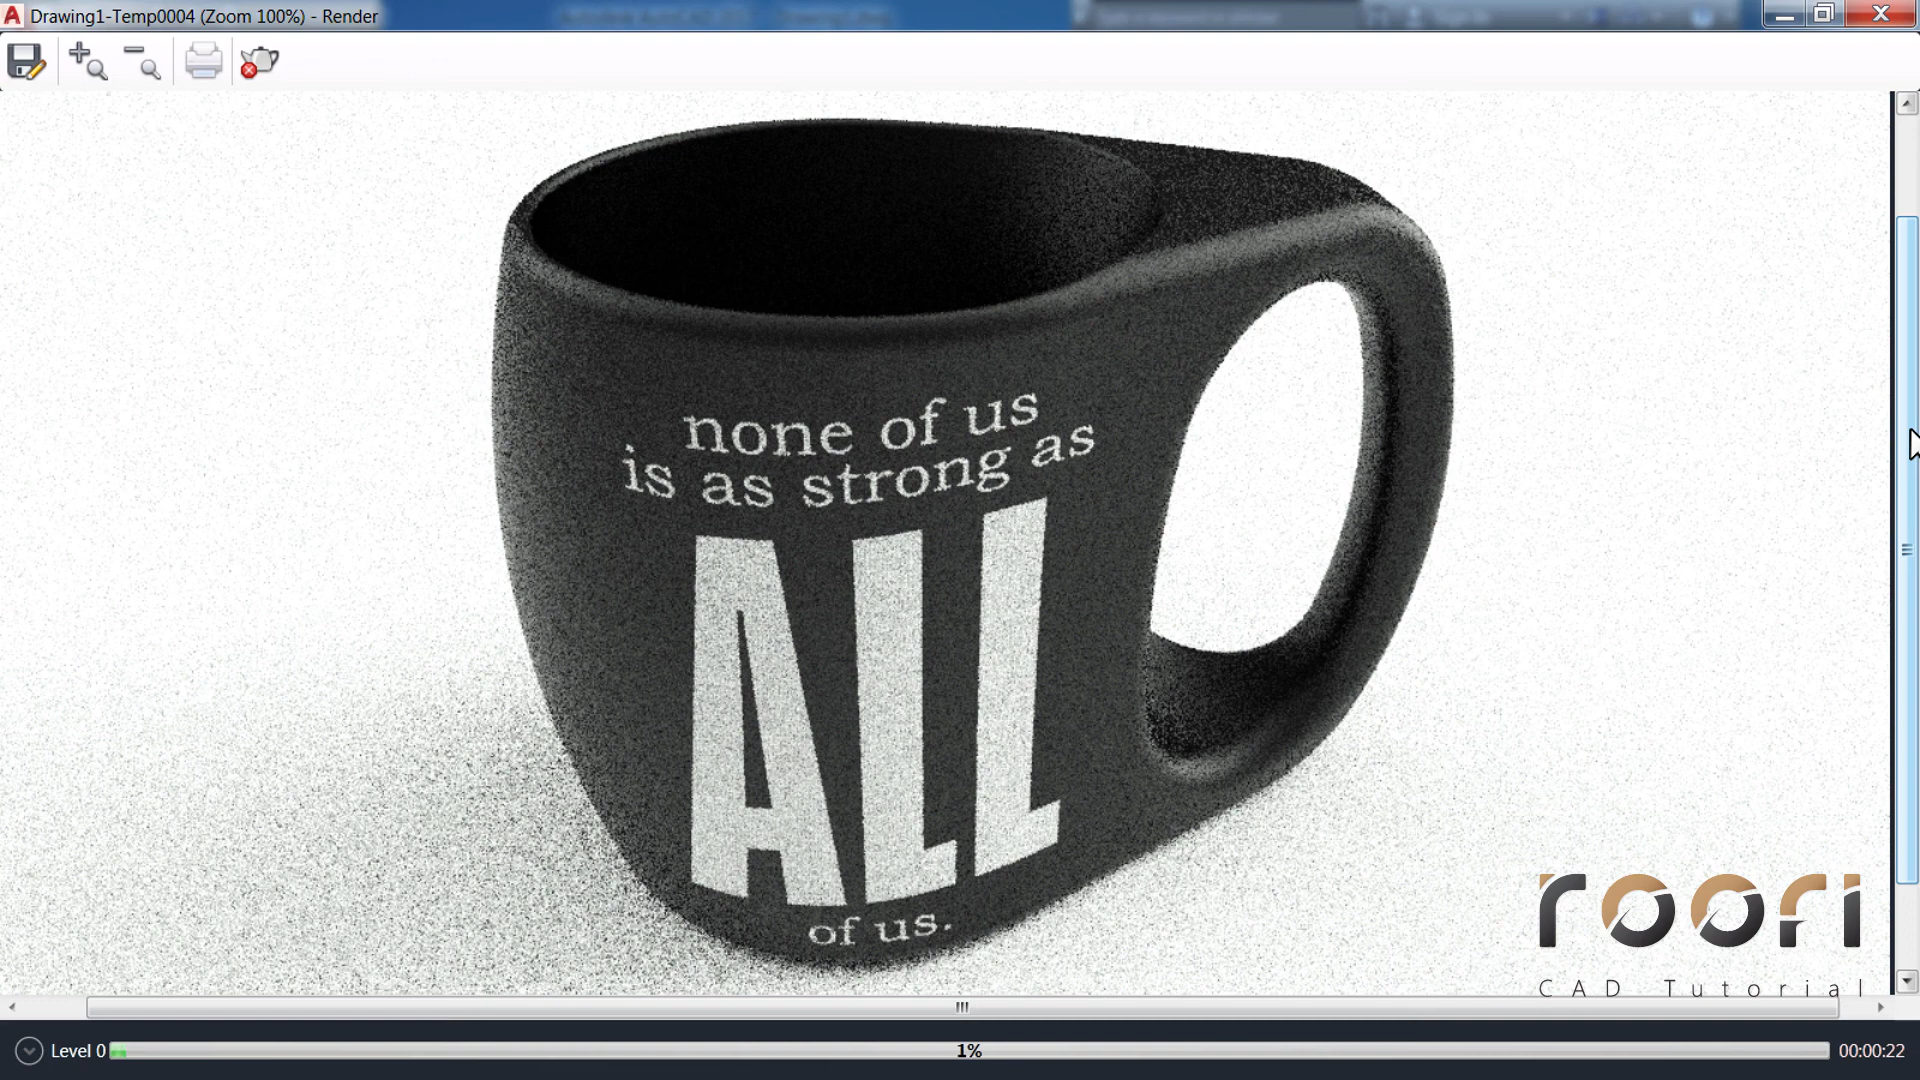 Drawing1-Temp0004 (Zoom 100%) - Render
none of us
is as strong as
ALL
of us.
roofi
CAD Tutorial
Level 0
1%
00:00:22